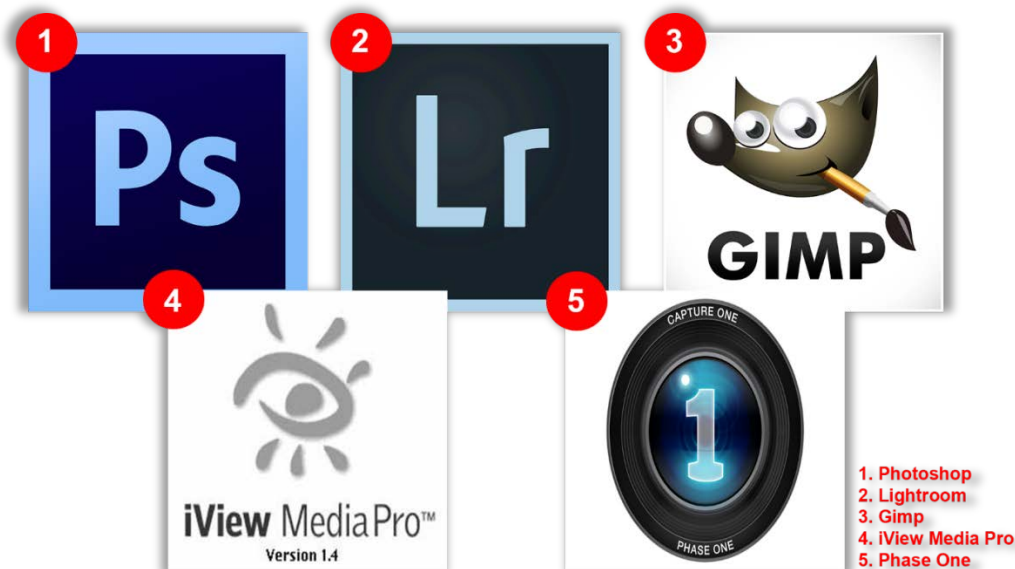 1
Ps
2
Lr
3
GIMP
4
iView MediaPro™
Version 1.4
5
CAPTURE ONE
1
PHASE ONE
1. Photoshop
2. Lightroom
3. Gimp
4. iView Media Pro
5. Phase One